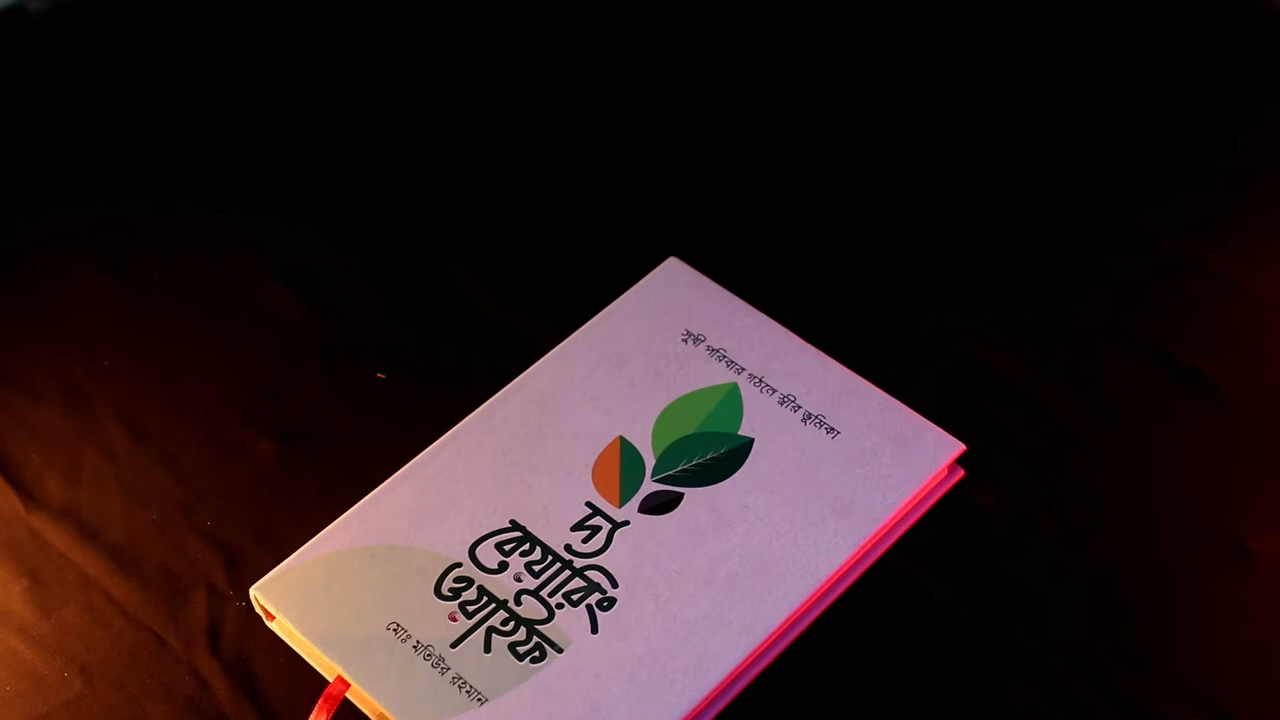 সুখী পরিবার গঠনে স্ত্রীর ভূমিকা
দ্য
কেয়ারিং
ওয়াইফ
মোঃ মতিউর রহমান